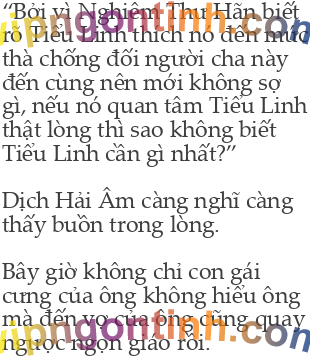 “Bởi vì Nghiêm Thư Hãn biết
rõ Tiểu Linh thích nó đến mức
thà chống đối người cha này
đến cùng nên mới không sợ
gì, nếu nó quan tâm Tiểu Linh
thật lòng thì sao không biết
Tiểu Linh cần gì nhất?”
Dịch Hải Âm càng nghĩ càng
thấy buồn trong lòng.
Bây giờ không chỉ con gái
cưng của ông không hiểu ông
mà đến vợ của ông cũng quay
ngược ngọn giáo rồi.